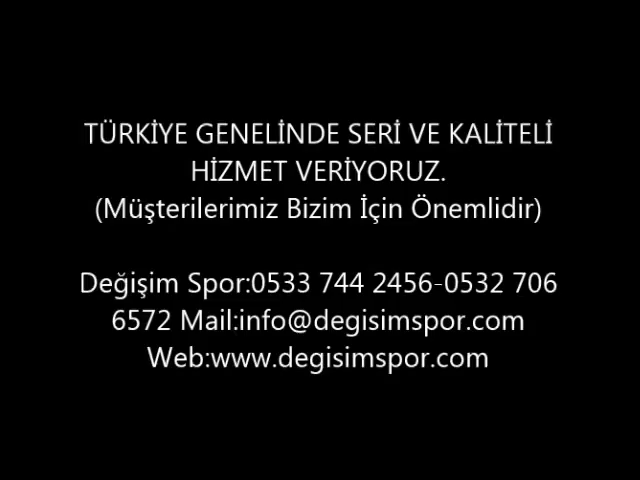 TÜRKİYE GENELİNDE SERİ VE KALİTELİ
HİZMET VERİYORUZ.
(Müşterilerimiz Bizim İçin Önemlidir)
Değişim Spor:0533 744 2456-0532 706
6572 Mail:info@degisimspor.com
Web:www.degisimspor.com